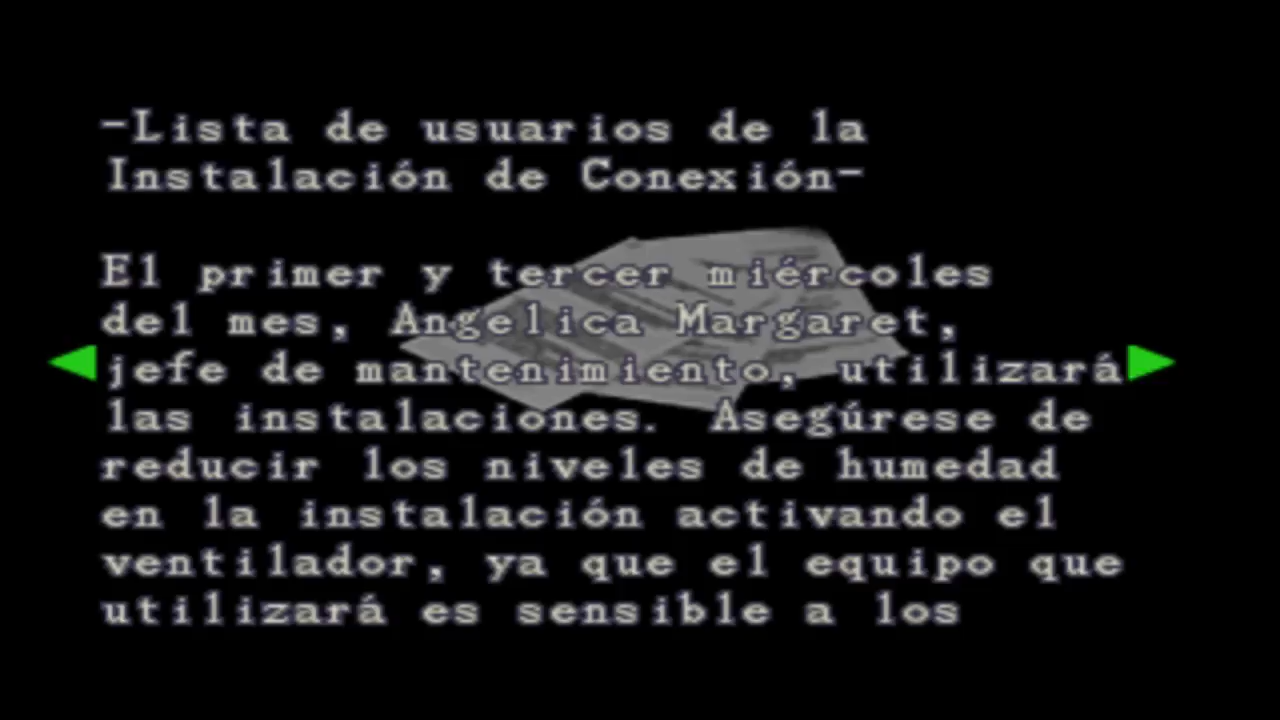 -Lista de usuarios de la
Instalación de Conexión-
El primer y tercer miércoles
del mes, Angelica Margaret,
jefe de mantenimiento, utilizará
las instalaciones. Asegúrese de
reducir los niveles de humedad
en la instalación activando el
ventilador, ya que el equipo que
utilizará es sensible a los